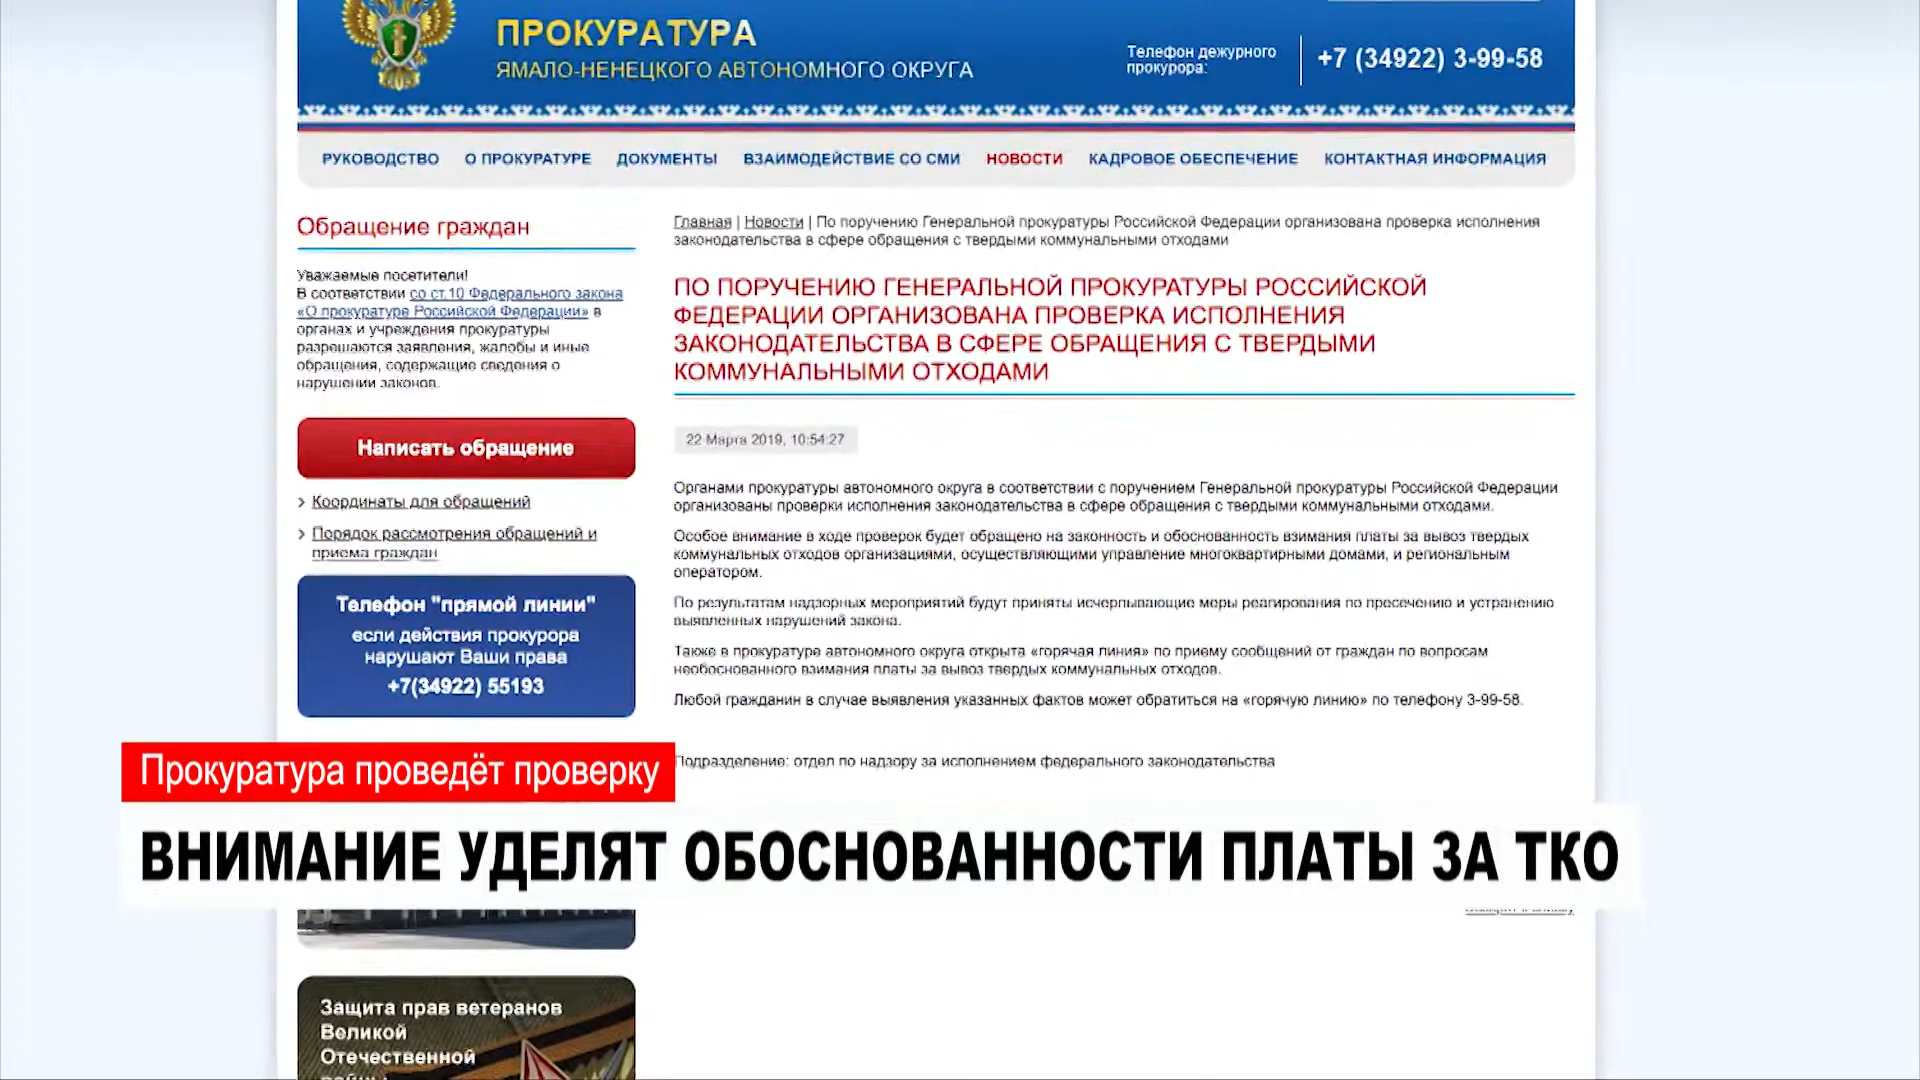 ПРОКУРАТУРА
ЯМАЛО-НЕНЕЦКОГО АВТОНОМНОГО ОКРУГА
Телефон дежурного
прокурора:
+7 (34922) 3-99-58
РУКОВОДСТВО О ПРОКУРАТУРЕ ДОКУМЕНТЫ ВЗАИМОДЕЙСТВИЕ СО СМИ НОВОСТИ КАДРОВОЕ ОБЕСПЕЧЕНИЕ КОНТАКТНАЯ ИНФОРМАЦИЯ
Обращение граждан
Уважаемые посетители!
В соответствии со ст.10 Федерального закона
«О прокуратуре Российской Федерации» в
органах и учреждения прокуратуры
разрешаются заявления, жалобы и иные
обращения, содержащие сведения о
нарушении законов.
Написать обращение
Координаты для обращений
Порядок рассмотрения обращений и
приема граждан
Телефон "прямой линии"
если действия прокурора
нарушают Ваши права
+7(34922) 55193
Главная | Новости | По поручению Генеральной прокуратуры Российской Федерации организована проверка исполнения
законодательства в сфере обращения с твердыми коммунальными отходами
ПО ПОРУЧЕНИЮ ГЕНЕРАЛЬНОЙ ПРОКУРАТУРЫ РОССИЙСКОЙ
ФЕДЕРАЦИИ ОРГАНИЗОВАНА ПРОВЕРКА ИСПОЛНЕНИЯ
ЗАКОНОДАТЕЛЬСТВА В СФЕРЕ ОБРАЩЕНИЯ С ТВЕРДЫМИ
КОММУНАЛЬНЫМИ ОТХОДАМИ
22 Марта 2019, 10:54:27
Органами прокуратуры автономного округа в соответствии с поручением Генеральной прокуратуры Российской Федерации
организованы проверки исполнения законодательства в сфере обращения с твердыми коммунальными отходами.
Особое внимание в ходе проверок будет обращено на законность и обоснованность взимания платы за вывоз твердых
коммунальных отходов организациями, осуществляющими управление многоквартирными домами, и региональным
оператором.
По результатам надзорных мероприятий будут приняты исчерпывающие меры реагирования по пресечению и устранению
выявленных нарушений закона.
Также в прокуратуре автономного округа открыта «горячая линия» по приему сообщений от граждан по вопросам
необоснованного взимания платы за вывоз твердых коммунальных отходов.
Любой гражданин в случае выявления указанных фактов может обратиться на «горячую линию» по телефону 3-99-58.
Подразделение: отдел по надзору за исполнением федерального законодательства
Прокуратура проведёт проверку
ВНИМАНИЕ УДЕЛЯТ ОБОСНОВАННОСТИ ПЛАТЫ ЗА ТКО
Защита прав ветеранов
Великой
Отечественной